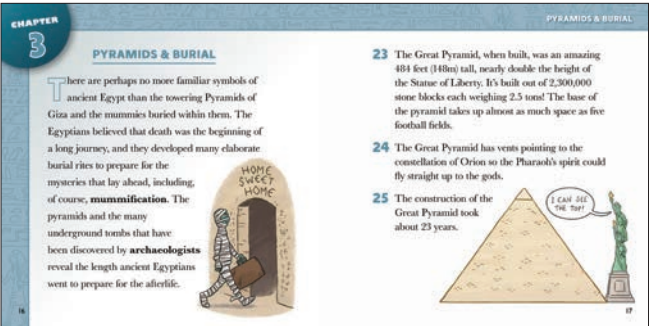 CHAPTER
3
PYRAMIDS & BURIAL
There are perhaps no more familiar symbols of
ancient Egypt than the towering Pyramids of
Giza and the mummies buried within them. The
Egyptians believed that death was the beginning of
a long journey, and they developed many elaborate
burial rites to prepare for the
mysteries that lay ahead, including,
of course, mummification. The
pyramids and the many
underground tombs that have
been discovered by archaeologists
reveal the length ancient Egyptians
went to prepare for the afterlife.
HOME
SWEET
HOME
16
PYRAMIDS & BURIAL
23 The Great Pyramid, when built, was an amazing
484 feet (148m) tall, nearly double the height of
the Statue of Liberty. It's built out of 2,300,000
stone blocks each weighing 2.5 tons! The base of
the pyramid takes up almost as much space as five
football fields.
24 The Great Pyramid has vents pointing to the
constellation of Orion so the Pharaoh's spirit could
fly straight up to the gods.
25 The construction of the
Great Pyramid took
about 23 years.
I CAN SEE
THE TOP!
17